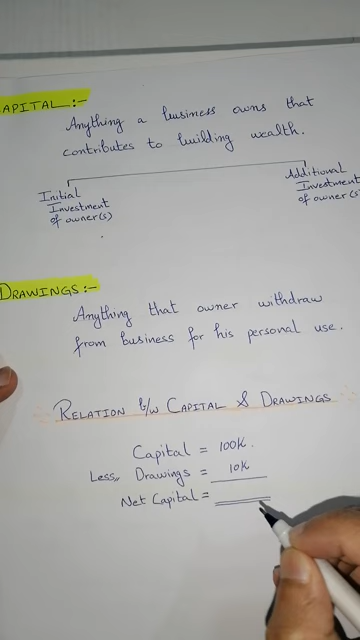 CAPITAL:-
Anything a business owns that
contributes to building wealth.
Initial
Investment
of owner(s)
Additional
Investment
of owner(s)
DRAWINGS:-
Anything that owner withdraw
from business for his personal use.
RELATION b/w CAPITAL & DRAWINGS
Capital = 100K.
Less,, Drawings = 10K
Net Capital =